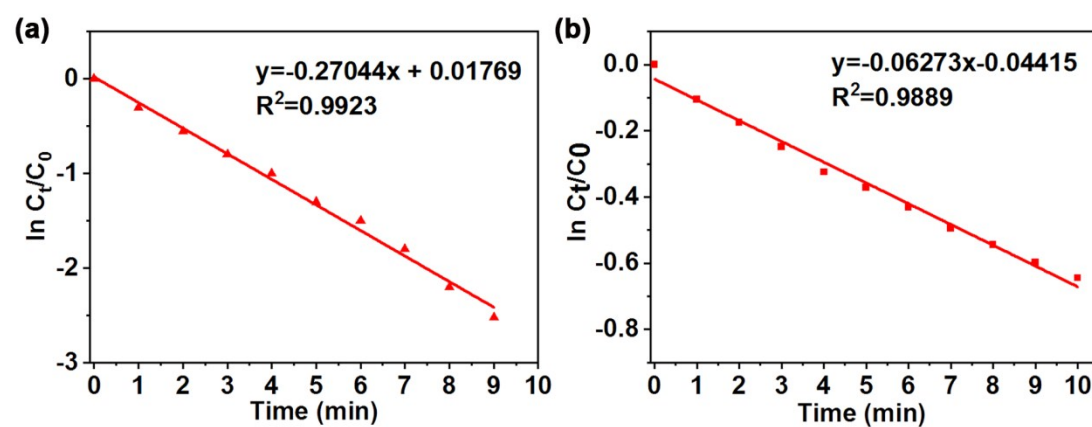 (a)
y=-0.27044x + 0.01769
R²=0.9923
0
-1
-2
-3
ln Cₜ/C₀
0 1 2 3 4 5 6 7 8 9 10
Time (min)
(b)
y=-0.06273x-0.04415
R²=0.9889
0.0
-0.2
-0.4
-0.6
-0.8
ln Ct/C0
0 1 2 3 4 5 6 7 8 9 10
Time (min)